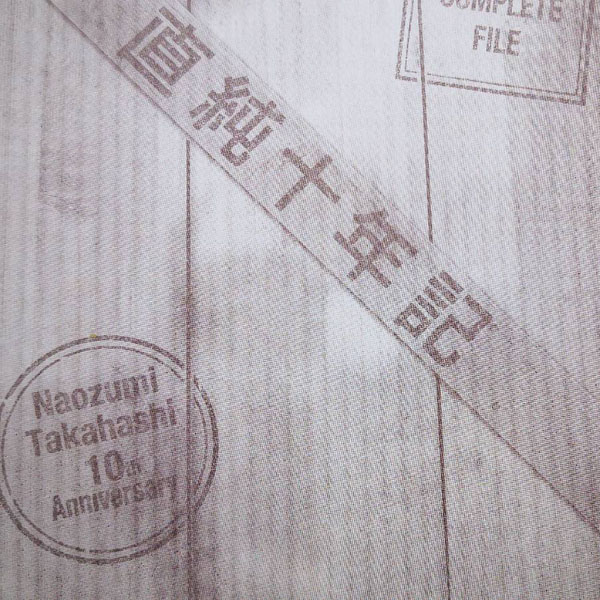 COMPLETE
FILE
直純十年記
Naozumi
Takahashi
10th
Anniversary